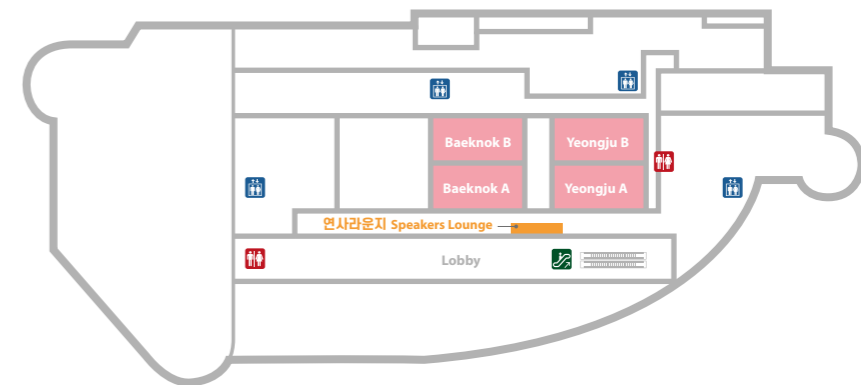 Baeknok B
Yeongju B
Baeknok A
Yeongju A
연사라운지 Speakers Lounge
Lobby